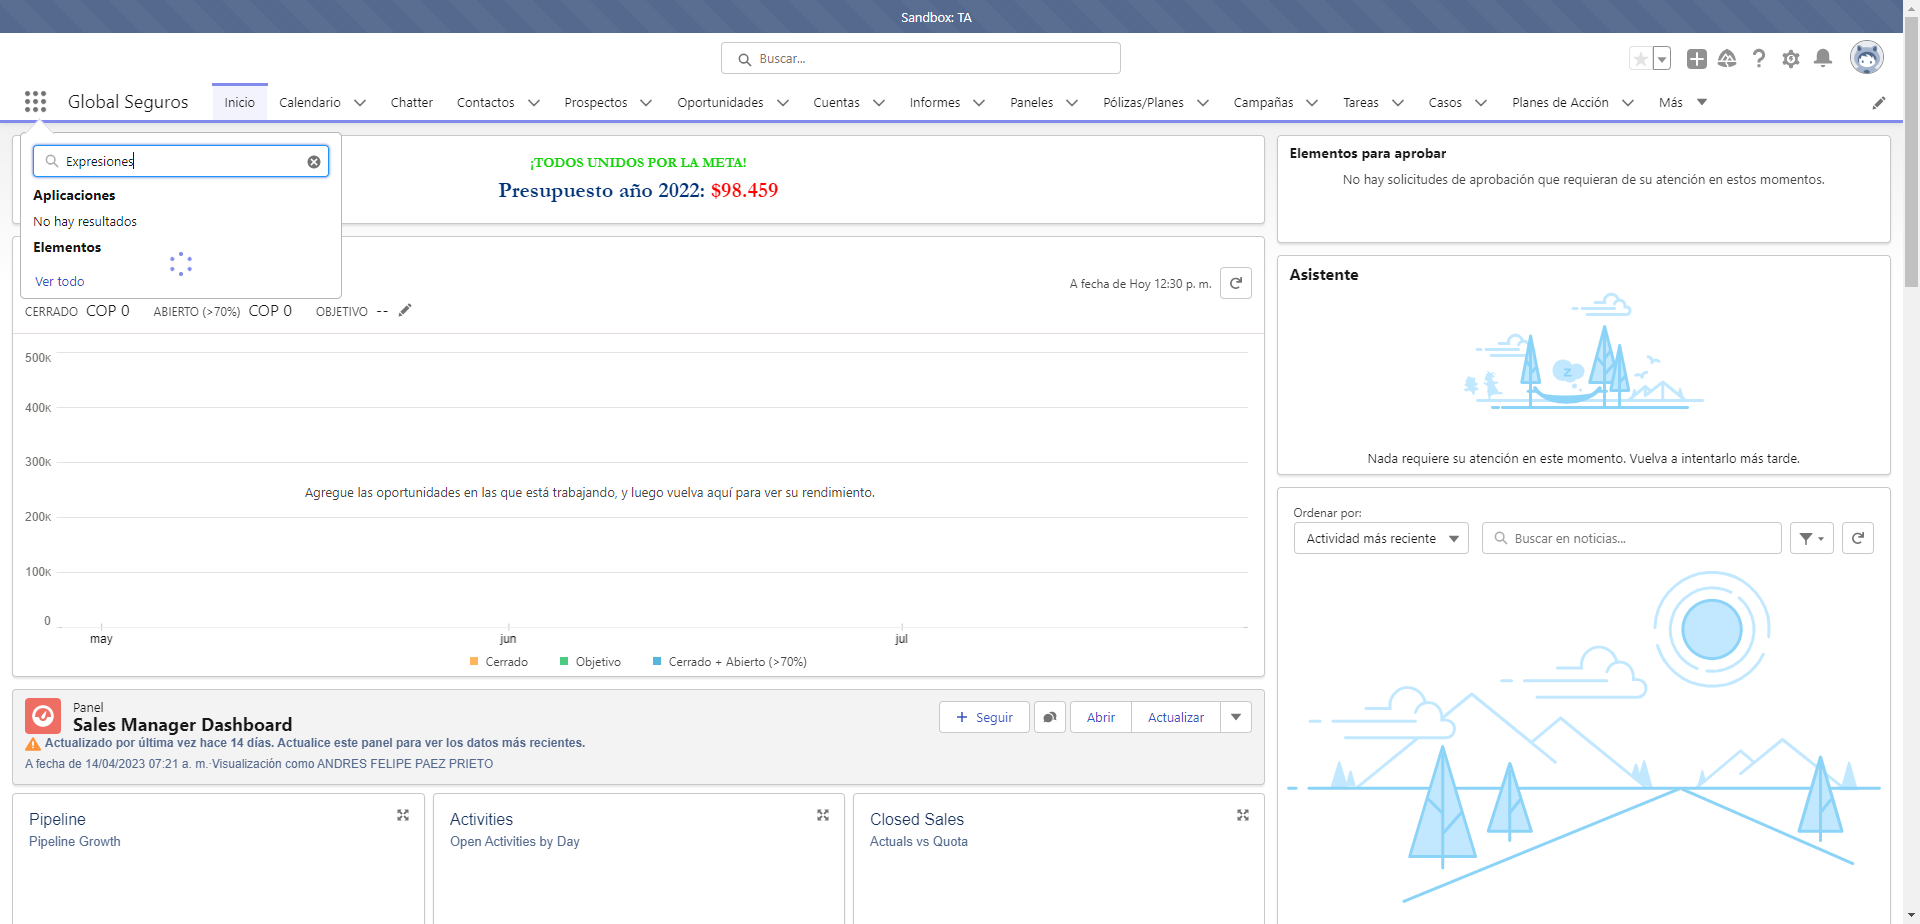 Sandbox: TA
Buscar...
Global Seguros
Inicio
Calendario
Chatter
Contactos
Prospectos
Oportunidades
Cuentas
Informes
Paneles
Pólizas/Planes
Campañas
Tareas
Casos
Planes de Acción
Más
Expresiones
Aplicaciones
No hay resultados
Elementos
Ver todo
¡TODOS UNIDOS POR LA META!
Presupuesto año 2022: $98.459
A fecha de Hoy 12:30 p. m.
CERRADO COP 0 ABIERTO (>70%) COP 0 OBJETIVO --
500K
400K
300K
200K
100K
0
Agregue las oportunidades en las que está trabajando, y luego vuelva aquí para ver su rendimiento.
may jun jul
Cerrado Objetivo Cerrado + Abierto (>70%)
Panel
Sales Manager Dashboard
Actualizado por última vez hace 14 días. Actualice este panel para ver los datos más recientes.
A fecha de 14/04/2023 07:21 a. m.·Visualización como ANDRES FELIPE PAEZ PRIETO
Seguir
Abrir
Actualizar
Pipeline
Pipeline Growth
Activities
Open Activities by Day
Closed Sales
Actuals vs Quota
Elementos para aprobar
No hay solicitudes de aprobación que requieran de su atención en estos momentos.
Asistente
z
Nada requiere su atención en este momento. Vuelva a intentarlo más tarde.
Ordenar por:
Actividad más reciente
Buscar en noticias...